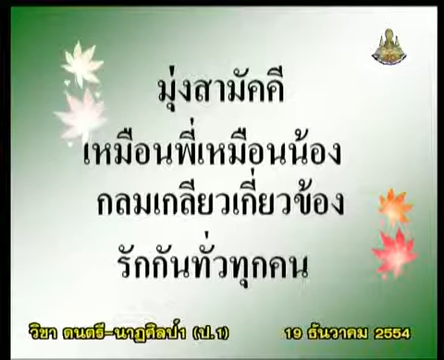 มุ่งสามัคคี
เหมือนพี่เหมือนน้อง
กลมเกลียวเกี่ยวข้อง
รักกันทั่วทุกคน
วิชา ดนตรี-นาฏศิลป์1 (ป.1) 19 ธันวาคม 2554